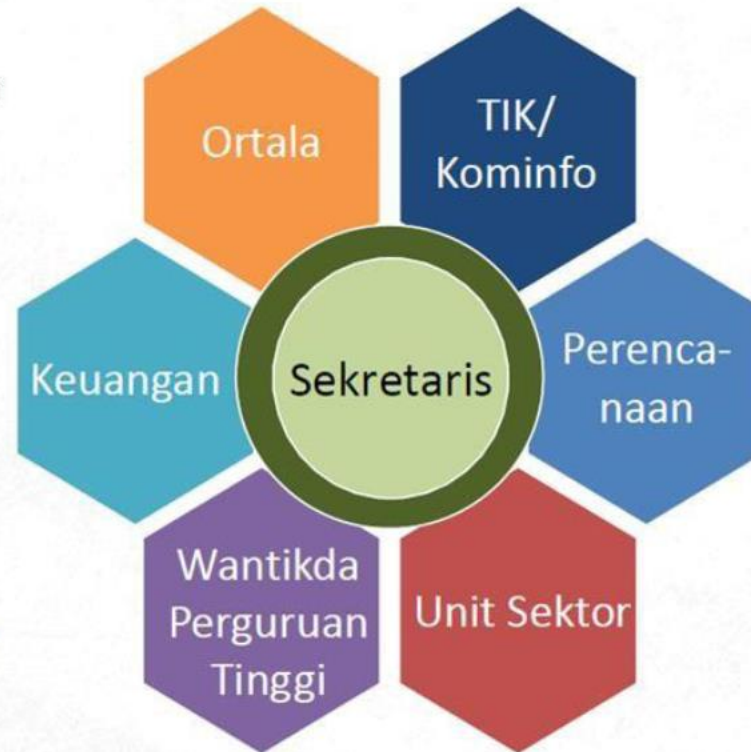 Ortala
TIK/
Kominfo
Keuangan
Sekretaris
Perenca-
naan
Wantikda
Perguruan
Tinggi
Unit Sektor